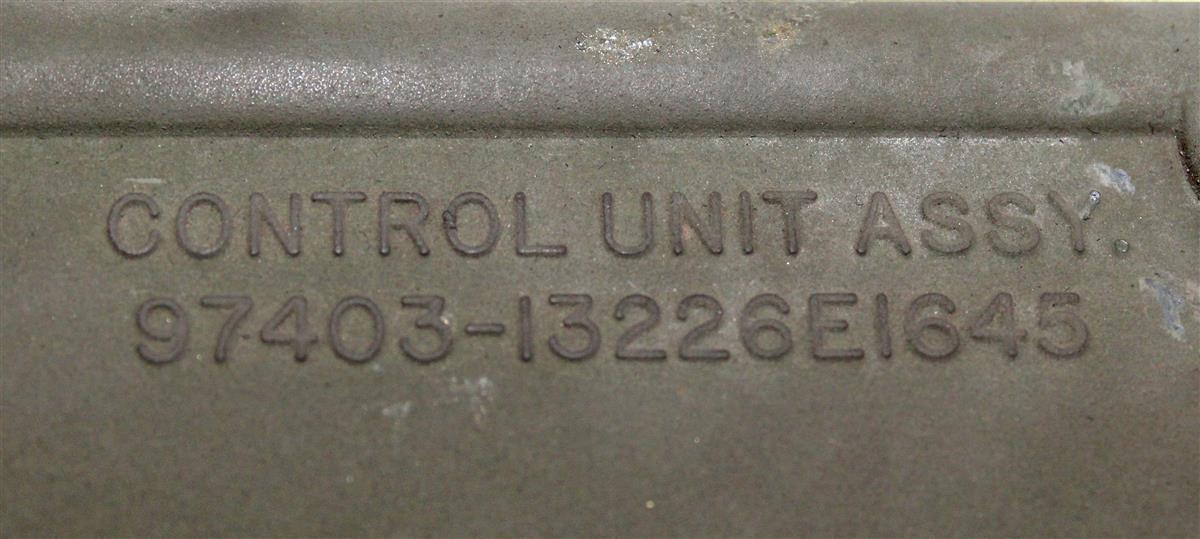 CONTROL UNIT ASSY.
97403-13226E1645